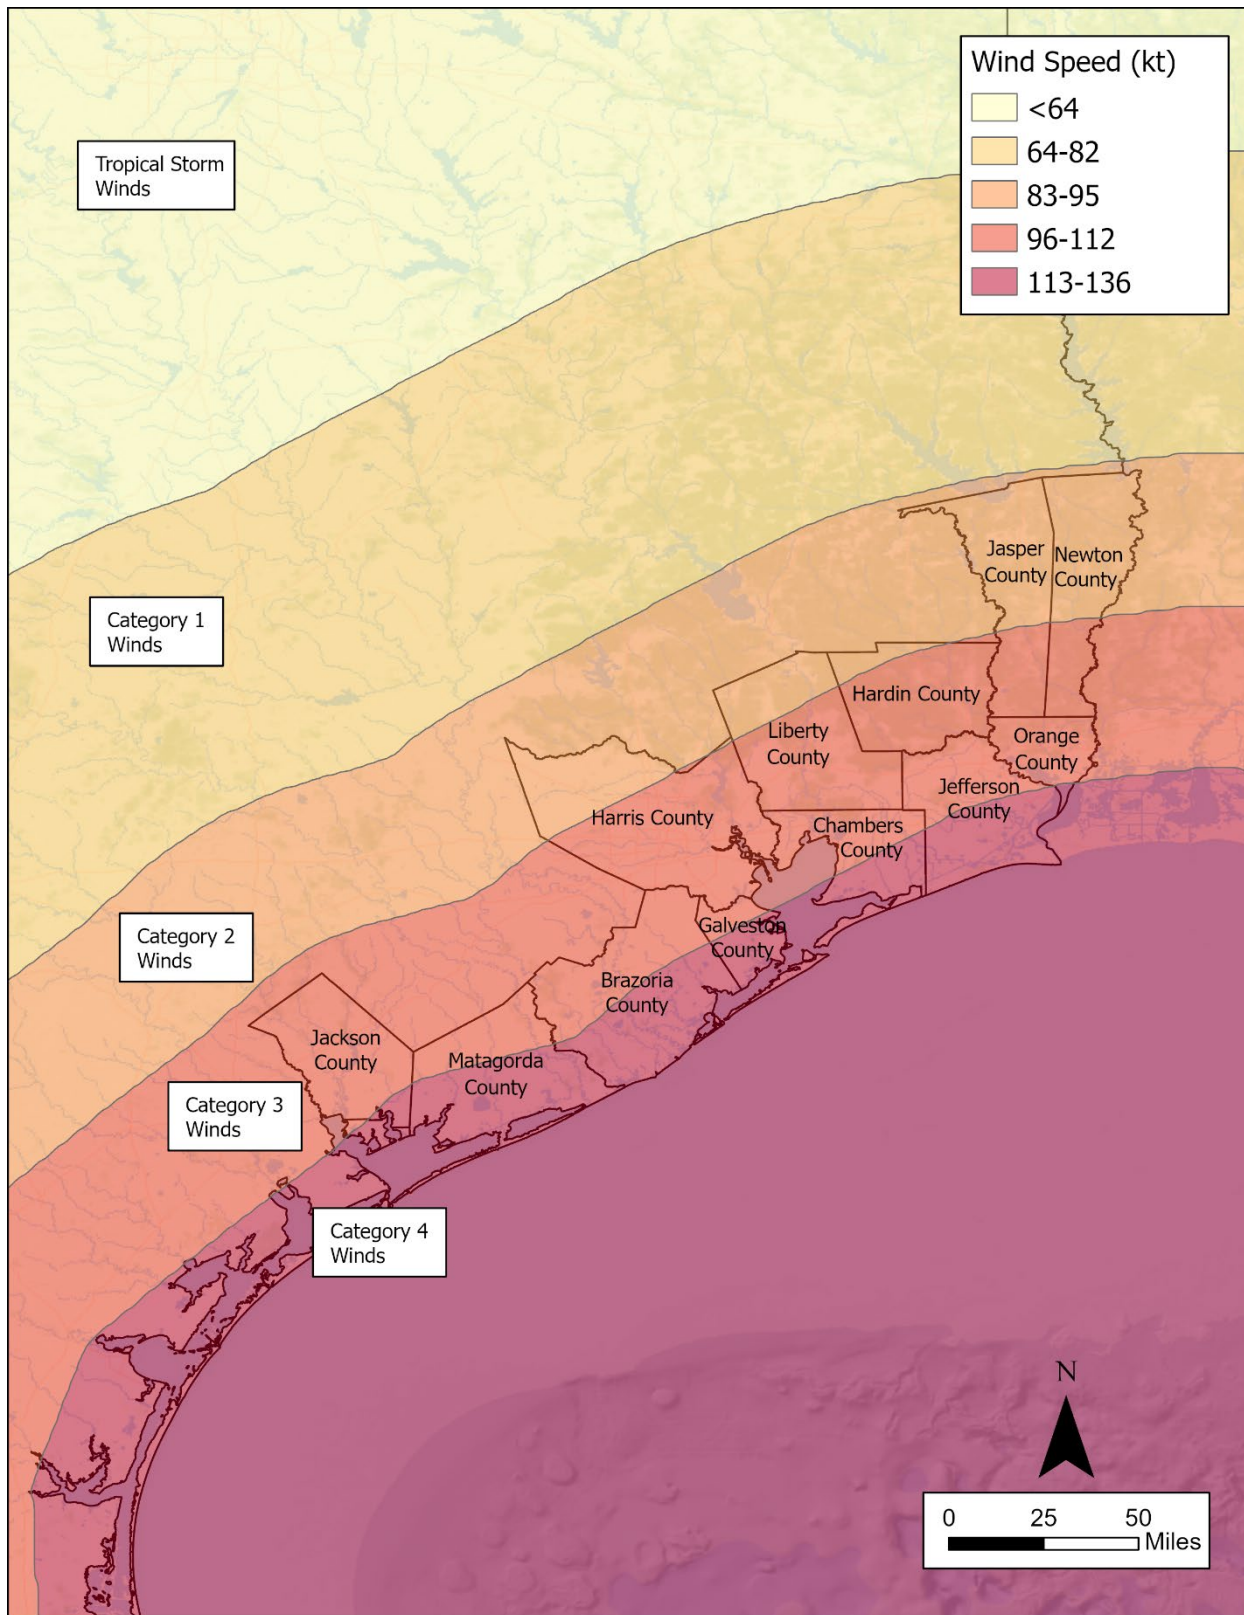 Wind Speed (kt)
<64
64-82
83-95
96-112
113-136
Tropical Storm
Winds
Category 1
Winds
Category 2
Winds
Category 3
Winds
Category 4
Winds
Jasper
County
Newton
County
Hardin County
Liberty
County
Orange
County
Jefferson
County
Harris County
Chambers
County
Galveston
County
Brazoria
County
Jackson
County
Matagorda
County
N
0 25 50
Miles